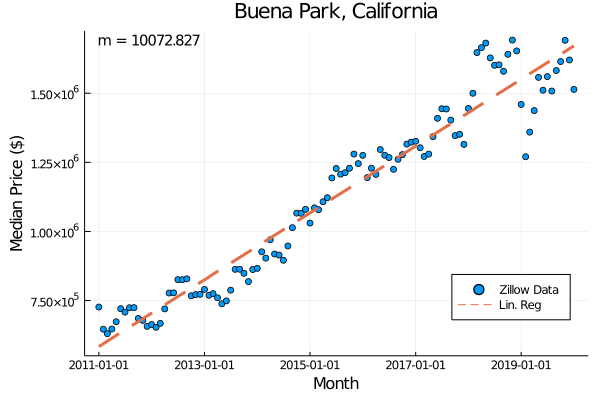 Buena Park, California
m = 10072.827
Median Price ($)
1.50×10⁶
1.25×10⁶
1.00×10⁶
7.50×10⁵
Zillow Data
Lin. Reg
2011-01-01 2013-01-01 2015-01-01 2017-01-01 2019-01-01
Month